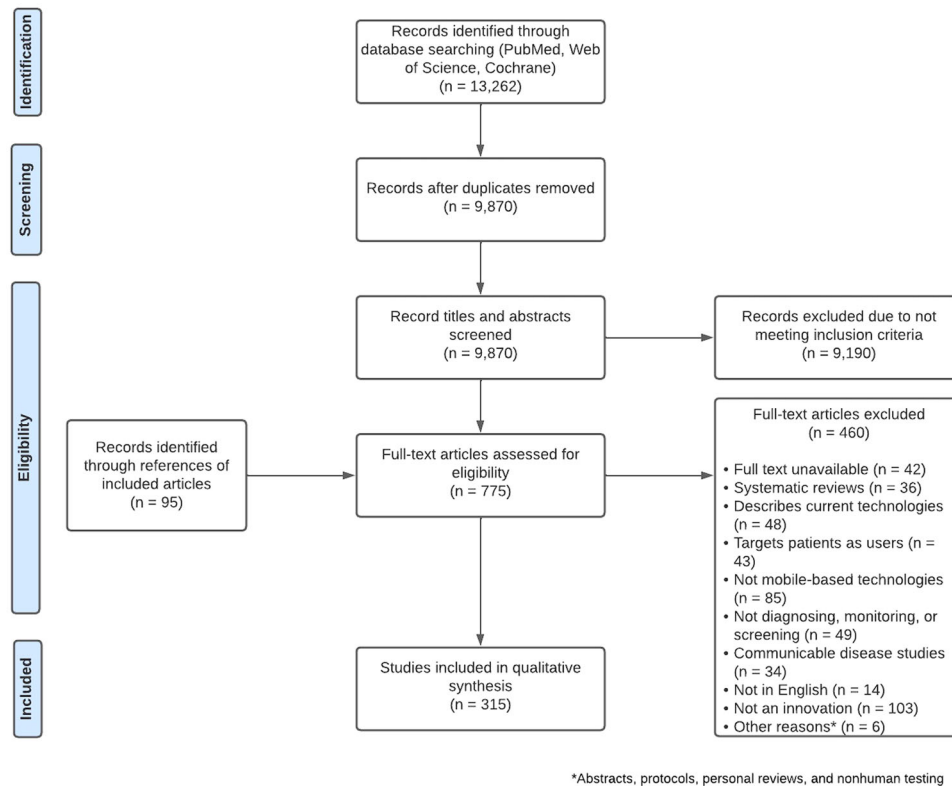 Identification
Records identified through
database searching (PubMed, Web
of Science, Cochrane)
(n = 13,262)
Screening
Records after duplicates removed
(n = 9,870)
Eligibility
Record titles and abstracts
screened
(n = 9,870)
Records excluded due to not
meeting inclusion criteria
(n = 9,190)
Records identified
through references of
included articles
(n = 95)
Full-text articles assessed for
eligibility
(n = 775)
Full-text articles excluded
(n = 460)
• Full text unavailable (n = 42)
• Systematic reviews (n = 36)
• Describes current technologies
(n = 48)
• Targets patients as users (n =
43)
• Not mobile-based technologies
(n = 85)
• Not diagnosing, monitoring, or
screening (n = 49)
• Communicable disease studies
(n = 34)
• Not in English (n = 14)
• Not an innovation (n = 103)
• Other reasons* (n = 6)
Included
Studies included in qualitative
synthesis
(n = 315)
*Abstracts, protocols, personal reviews, and nonhuman testing